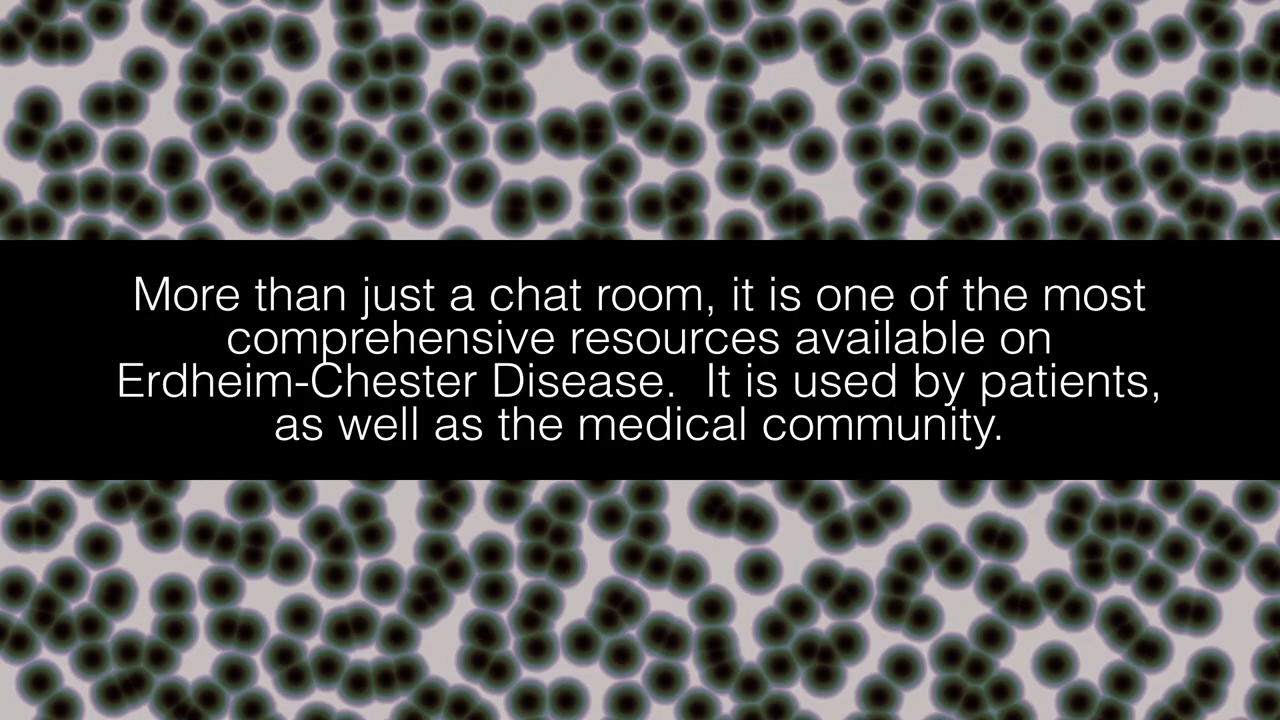 More than just a chat room, it is one of the most
comprehensive resources available on
Erdheim-Chester Disease.  It is used by patients,
as well as the medical community.